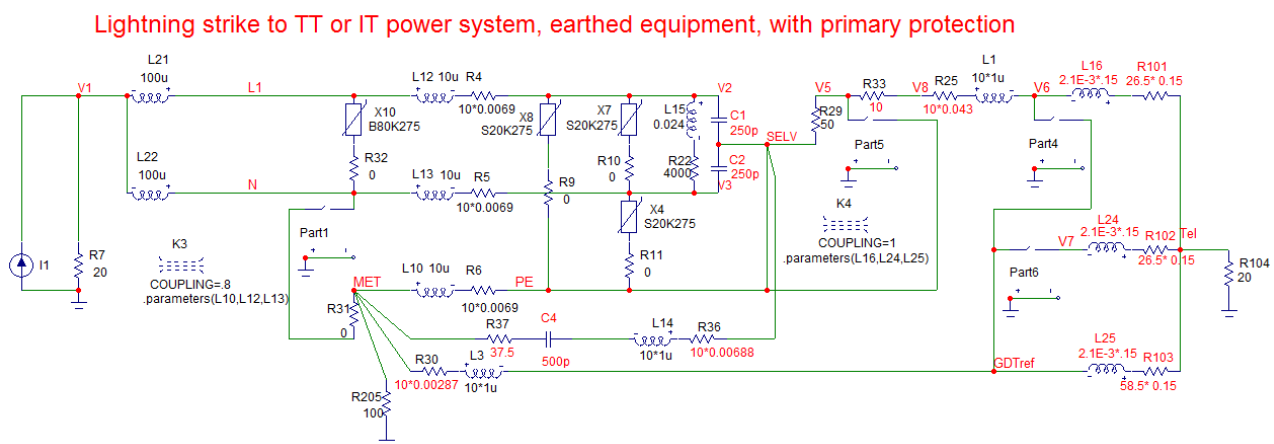 Lightning strike to TT or IT power system, earthed equipment, with primary protection
L21
100u
V1
L1
L12 10u
R4
10*0.0069
X10
B80K275
X8
S20K275
X7
S20K275
L15
0.024
V2
C1
250p
SELV
V5
R29
50
R33
10
V8
R25
10*0.043
L1
10*1u
V6
L16
2.1E-3*.15
R101
26.5* 0.15
Part5
Part4
L22
100u
N
R32
0
L13 10u
R5
10*0.0069
R9
0
R10
0
R22
4000
C2
250p
V3
X4
S20K275
R11
0
K4
COUPLING=1
.parameters(L16,L24,L25)
L24
2.1E-3*.15
V7
R102
26.5* 0.15
Tel
R104
20
Part6
I1
R7
20
K3
COUPLING=.8
.parameters(L10,L12,L13)
Part1
MET
L10 10u
R6
10*0.0069
PE
R31
0
R37
37.5
C4
500p
L14
10*1u
R36
10*0.00688
R30
10*0.00287
L3
10*1u
GDTref
L25
2.1E-3*.15
R103
58.5* 0.15
R205
100